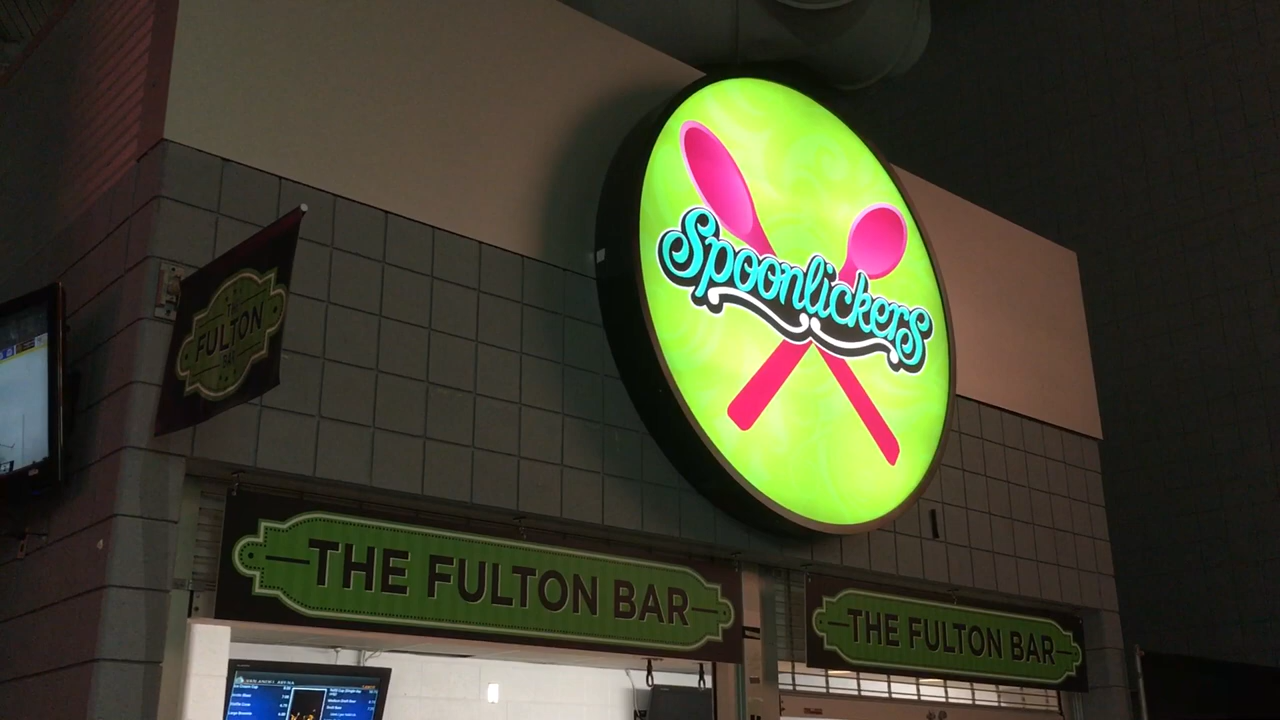 Spoonlickers
THE
FULTON
BAR
THE FULTON BAR
THE FULTON BAR